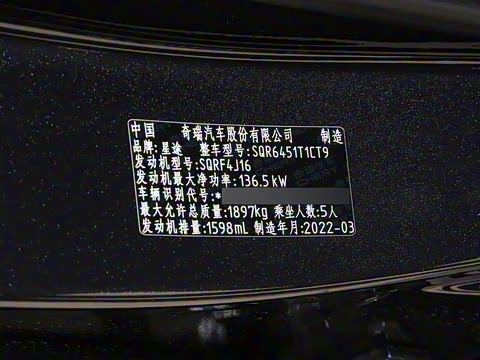 中国 奇瑞汽车股份有限公司 制造
品牌:星途 整车型号:SQR6451T1CT9
发动机型号:SQRF4J16
发动机最大净功率:136.5kW
车辆识别代号:*
最大允许总质量:1897kg 乘坐人数:5人
发动机排量:1598mL 制造年月:2022-03